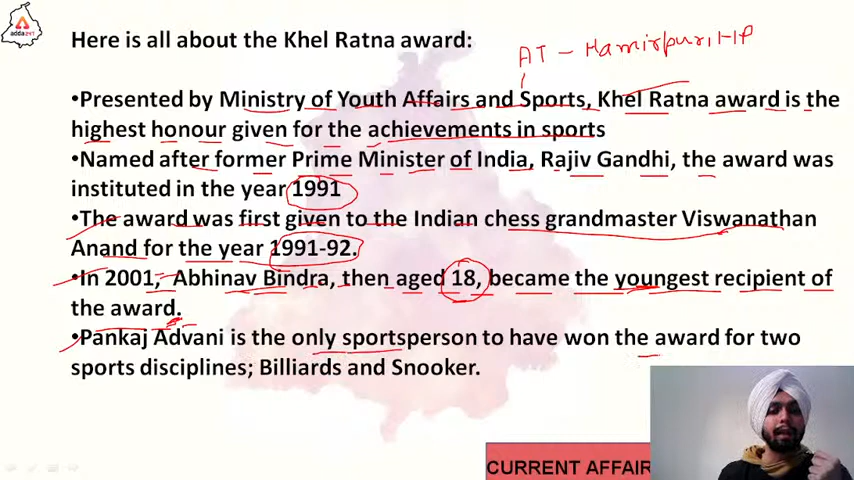 adda247
Here is all about the Khel Ratna award:
AT - Hamirpur, HP
•Presented by Ministry of Youth Affairs and Sports, Khel Ratna award is the
highest honour given for the achievements in sports
•Named after former Prime Minister of India, Rajiv Gandhi, the award was
instituted in the year 1991
•The award was first given to the Indian chess grandmaster Viswanathan
Anand for the year 1991-92.
•In 2001, Abhinav Bindra, then aged 18, became the youngest recipient of
the award.
•Pankaj Advani is the only sportsperson to have won the award for two
sports disciplines; Billiards and Snooker.
CURRENT AFFAIR